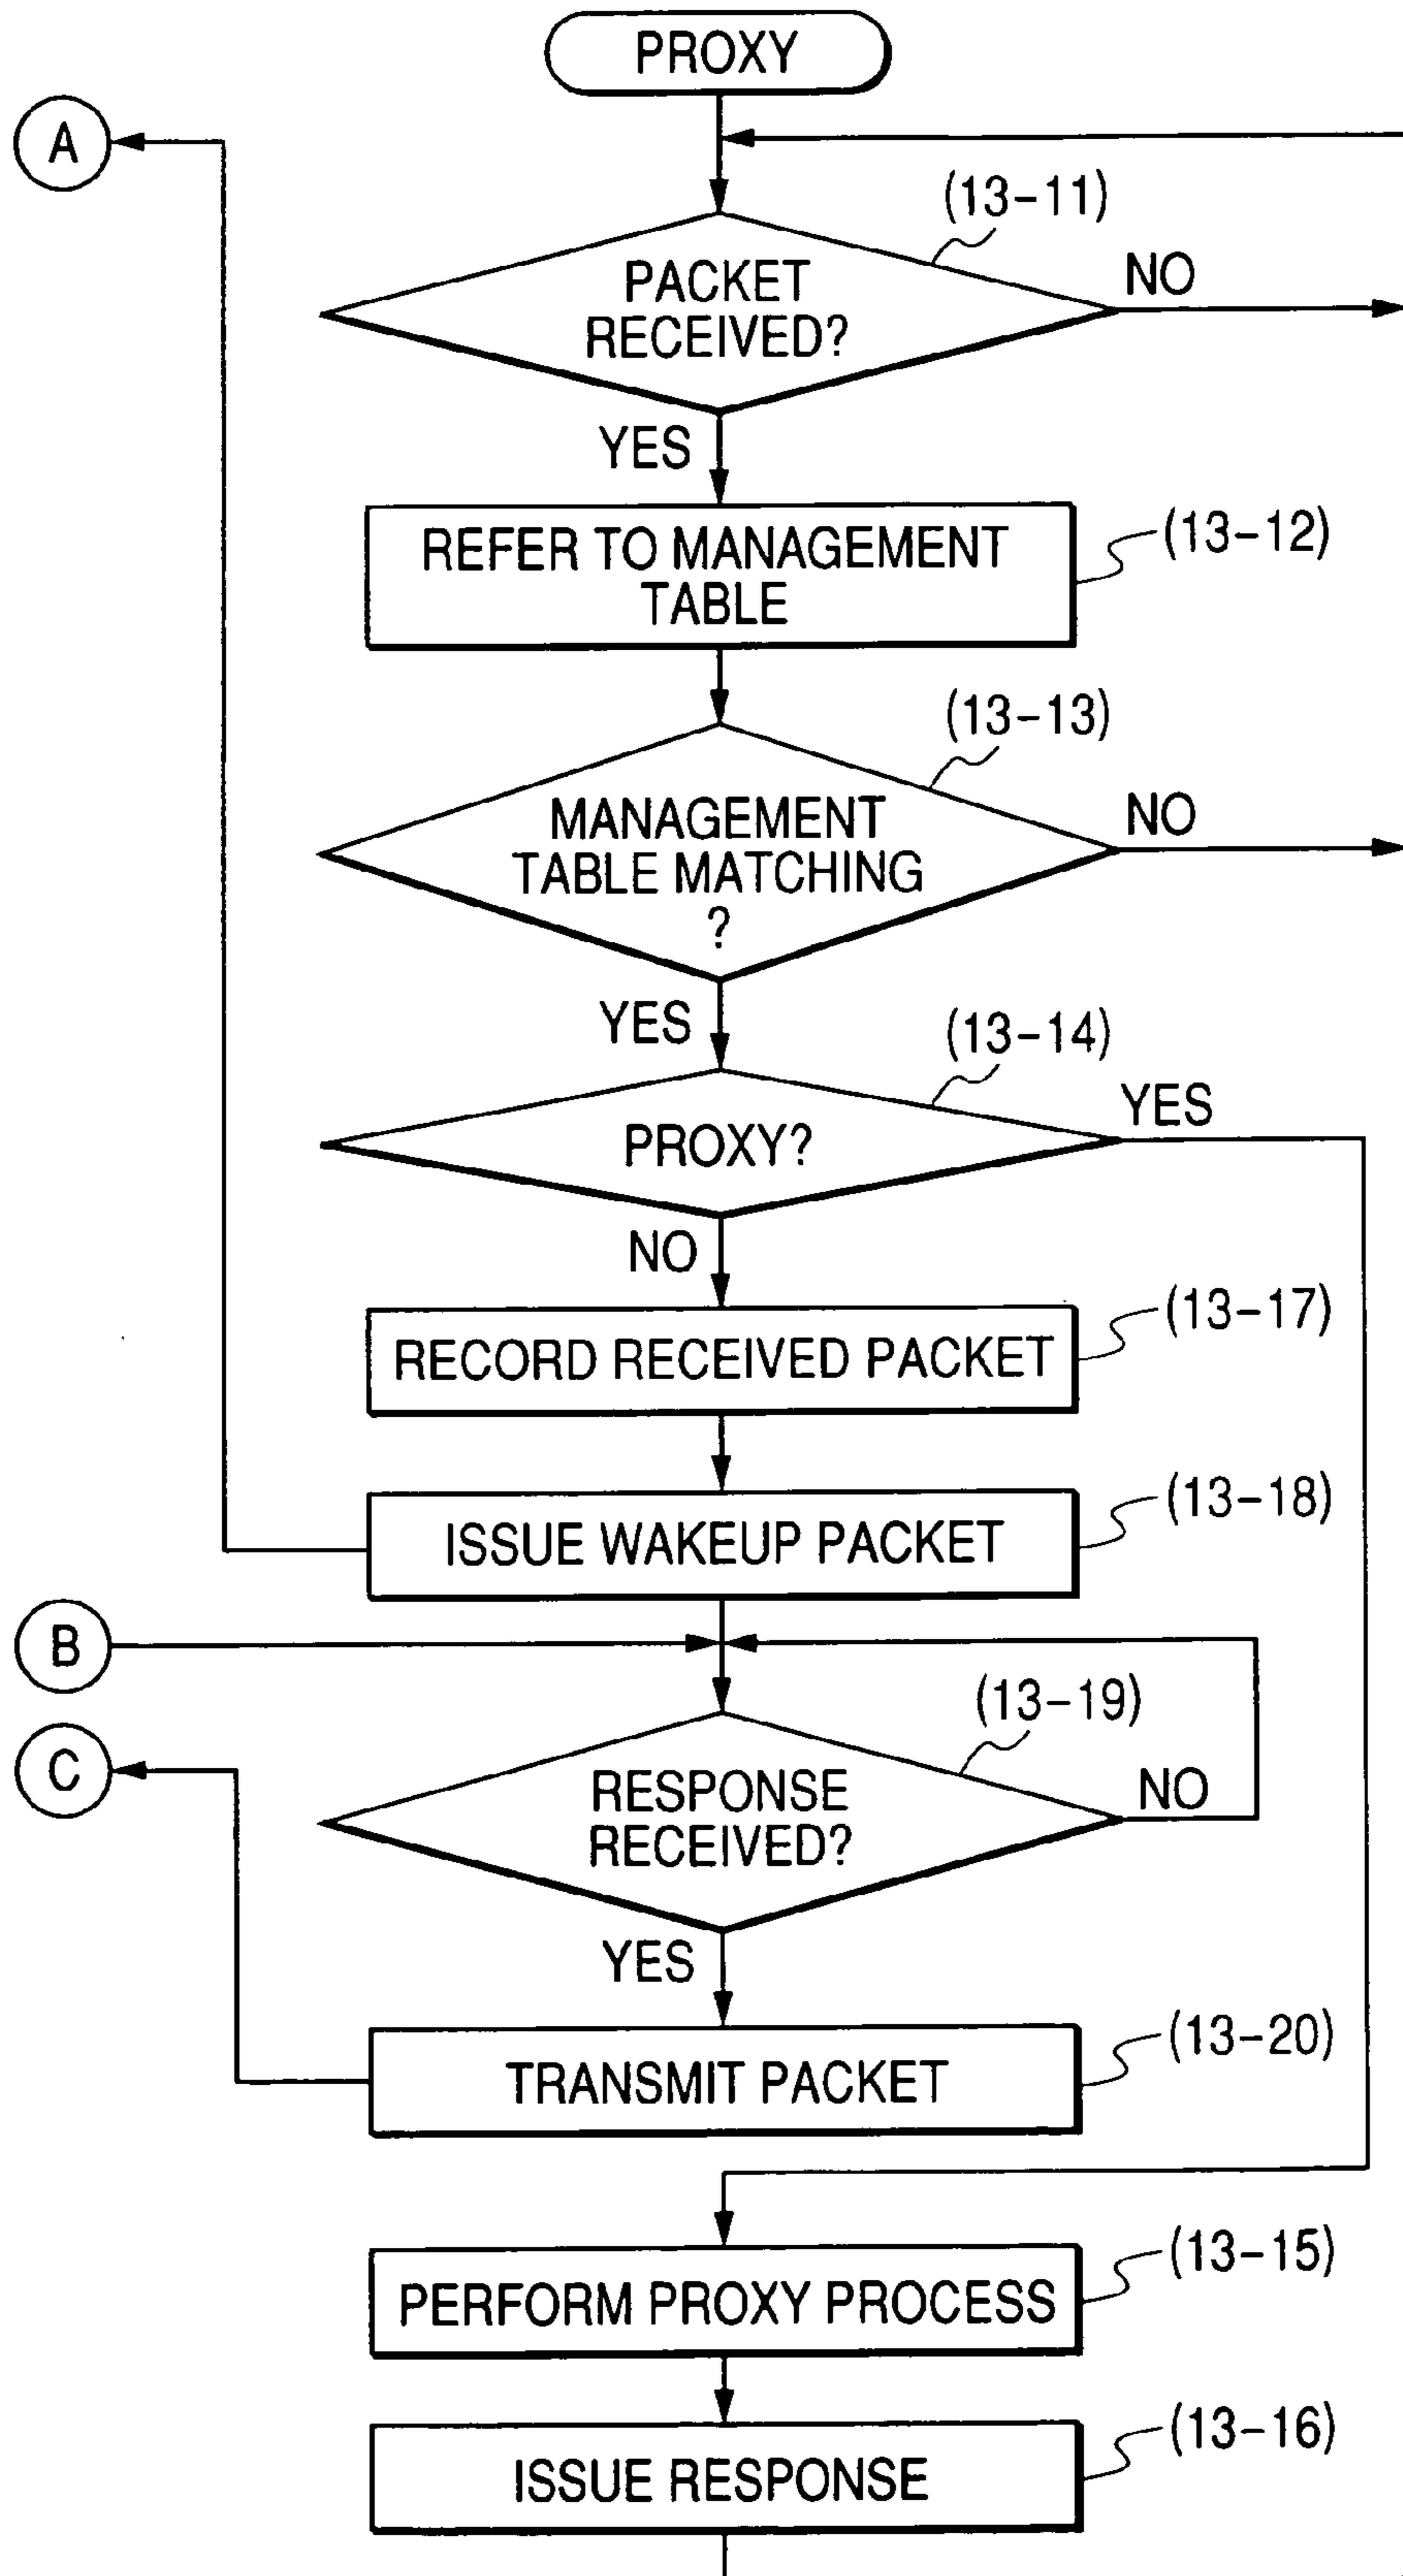 PROXY
A
(13-11)
PACKET
RECEIVED?
NO
YES
REFER TO MANAGEMENT
TABLE
(13-12)
(13-13)
MANAGEMENT
TABLE MATCHING
?
NO
YES
(13-14)
PROXY?
YES
NO
(13-17)
RECORD RECEIVED PACKET
(13-18)
ISSUE WAKEUP PACKET
B
(13-19)
C
RESPONSE
RECEIVED?
NO
YES
(13-20)
TRANSMIT PACKET
(13-15)
PERFORM PROXY PROCESS
(13-16)
ISSUE RESPONSE